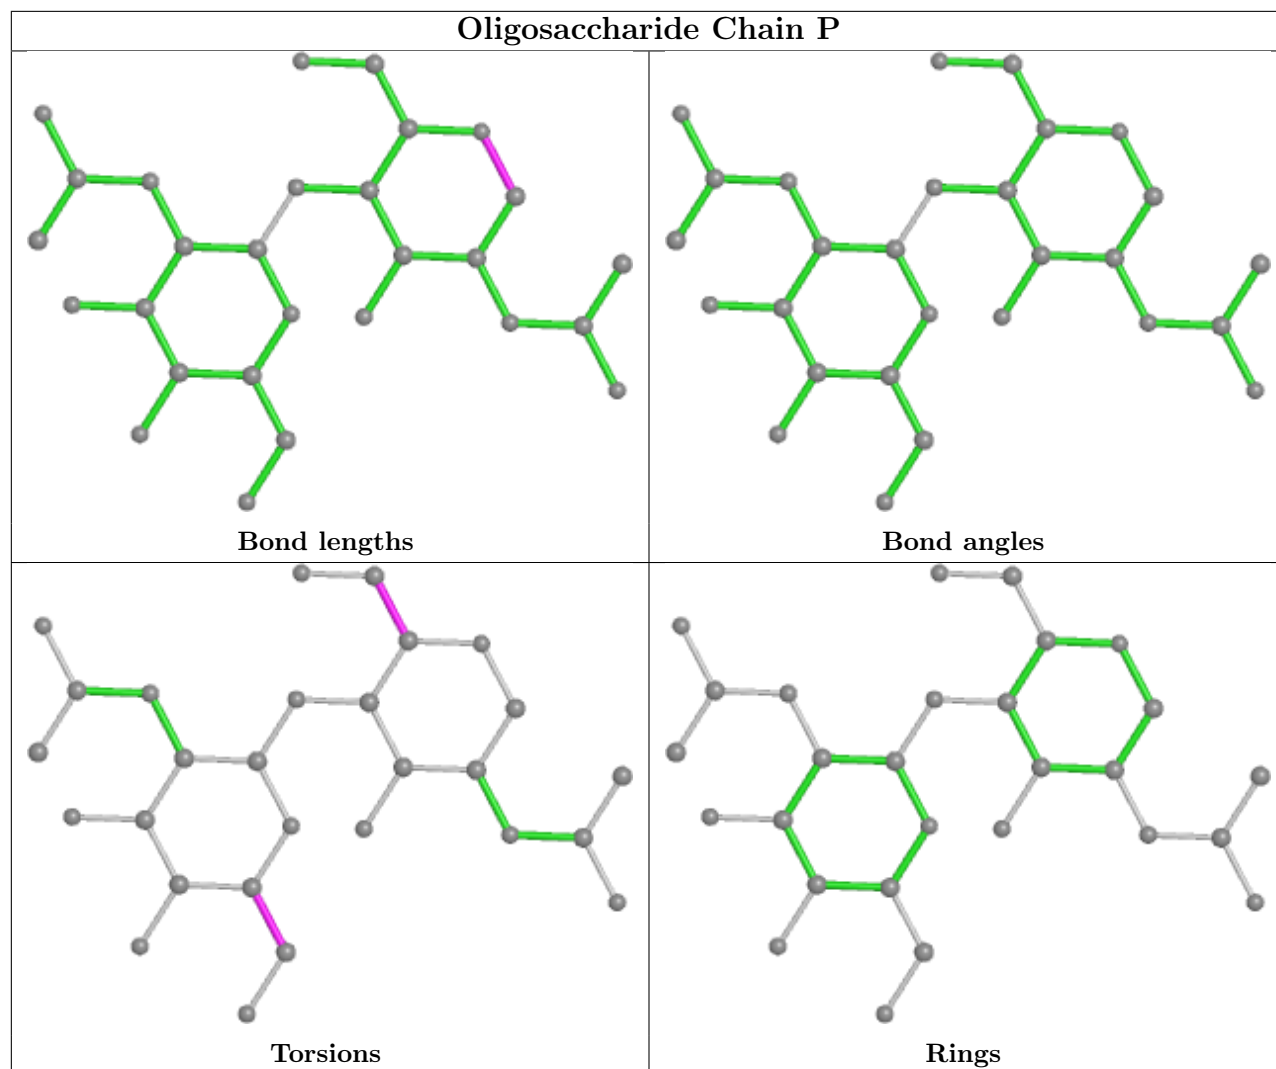 Oligosaccharide Chain P
Bond lengths
Bond angles
Torsions
Rings